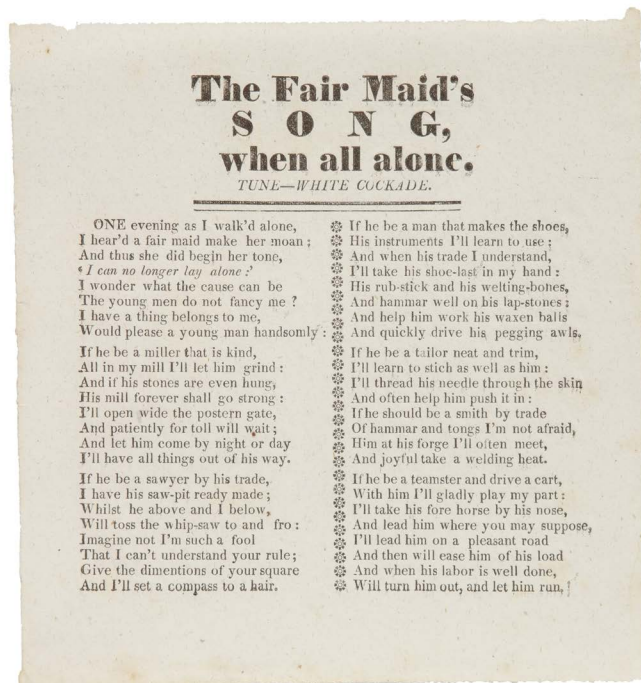 The Fair Maid's
SONG,
when all alone.
TUNE—WHITE COCKADE.
ONE evening as I walk'd alone,
I hear'd a fair maid make her moan;
And thus she did begin her tone,
'I can no longer lay alone:'
I wonder what the cause can be
The young men do not fancy me?
I have a thing belongs to me,
Would please a young man handsomly:
If he be a miller that is kind,
All in my mill I'll let him grind:
And if his stones are even hung,
His mill forever shall go strong:
I'll open wide the postern gate,
And patiently for toll will wait;
And let him come by night or day
I'll have all things out of his way.
If he be a sawyer by his trade,
I have his saw-pit ready made;
Whilst he above and I below,
Will toss the whip-saw to and fro:
Imagine not I'm such a fool
That I can't understand your rule;
Give the dimentions of your square
And I'll set a compass to a hair.
If he be a man that makes the shoes,
His instruments I'll learn to use;
And when his trade I understand,
I'll take his shoe-last in my hand:
His rub-stick and his welting-bones,
And hammar well on his lap-stones:
And help him work his waxen balls
And quickly drive his pegging awls.
If he be a tailor neat and trim,
I'll learn to stich as well as him:
I'll thread his needle through the skin
And often help him push it in:
If he should be a smith by trade
Of hammar and tongs I'm not afraid,
Him at his forge I'll often meet,
And joyful take a welding heat.
If he be a teamster and drive a cart,
With him I'll gladly play my part:
I'll take his fore horse by his nose,
And lead him where you may suppose,
I'll lead him on a pleasant road
And then will ease him of his load
And when his labor is well done,
Will turn him out, and let him run,!